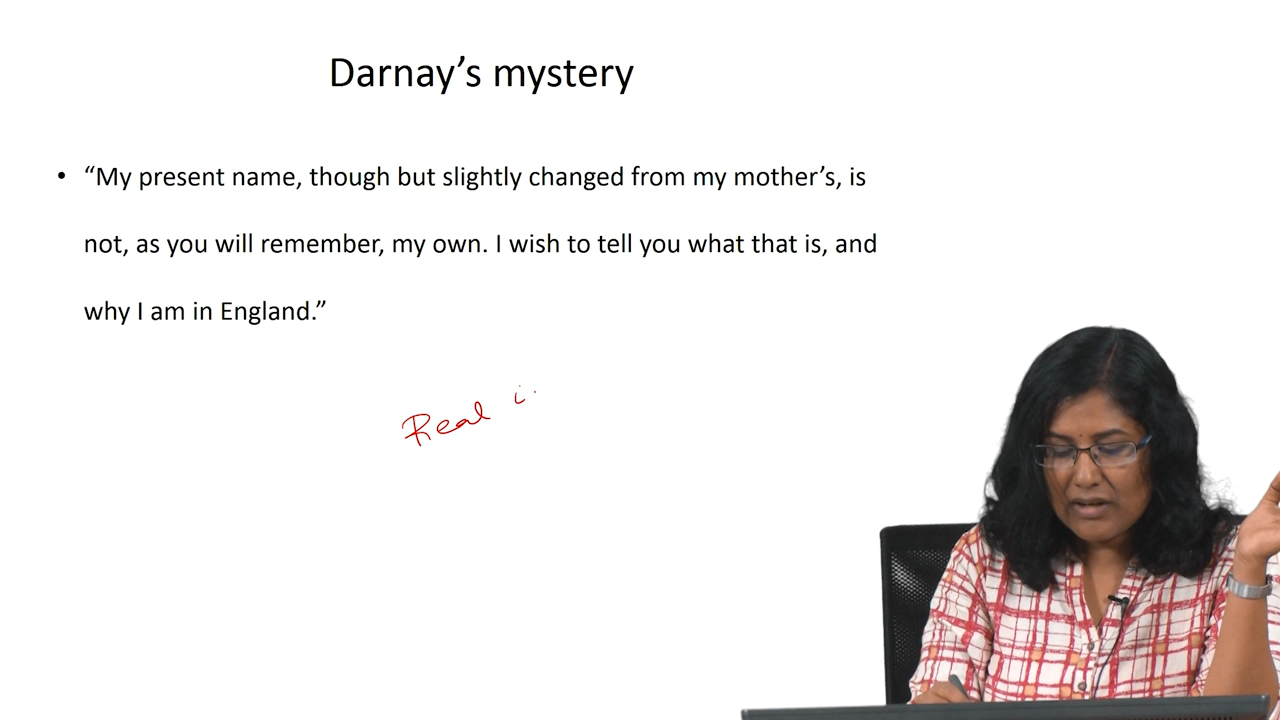 Darnay’s mystery
• “My present name, though but slightly changed from my mother’s, is
not, as you will remember, my own. I wish to tell you what that is, and
why I am in England.”
Real i